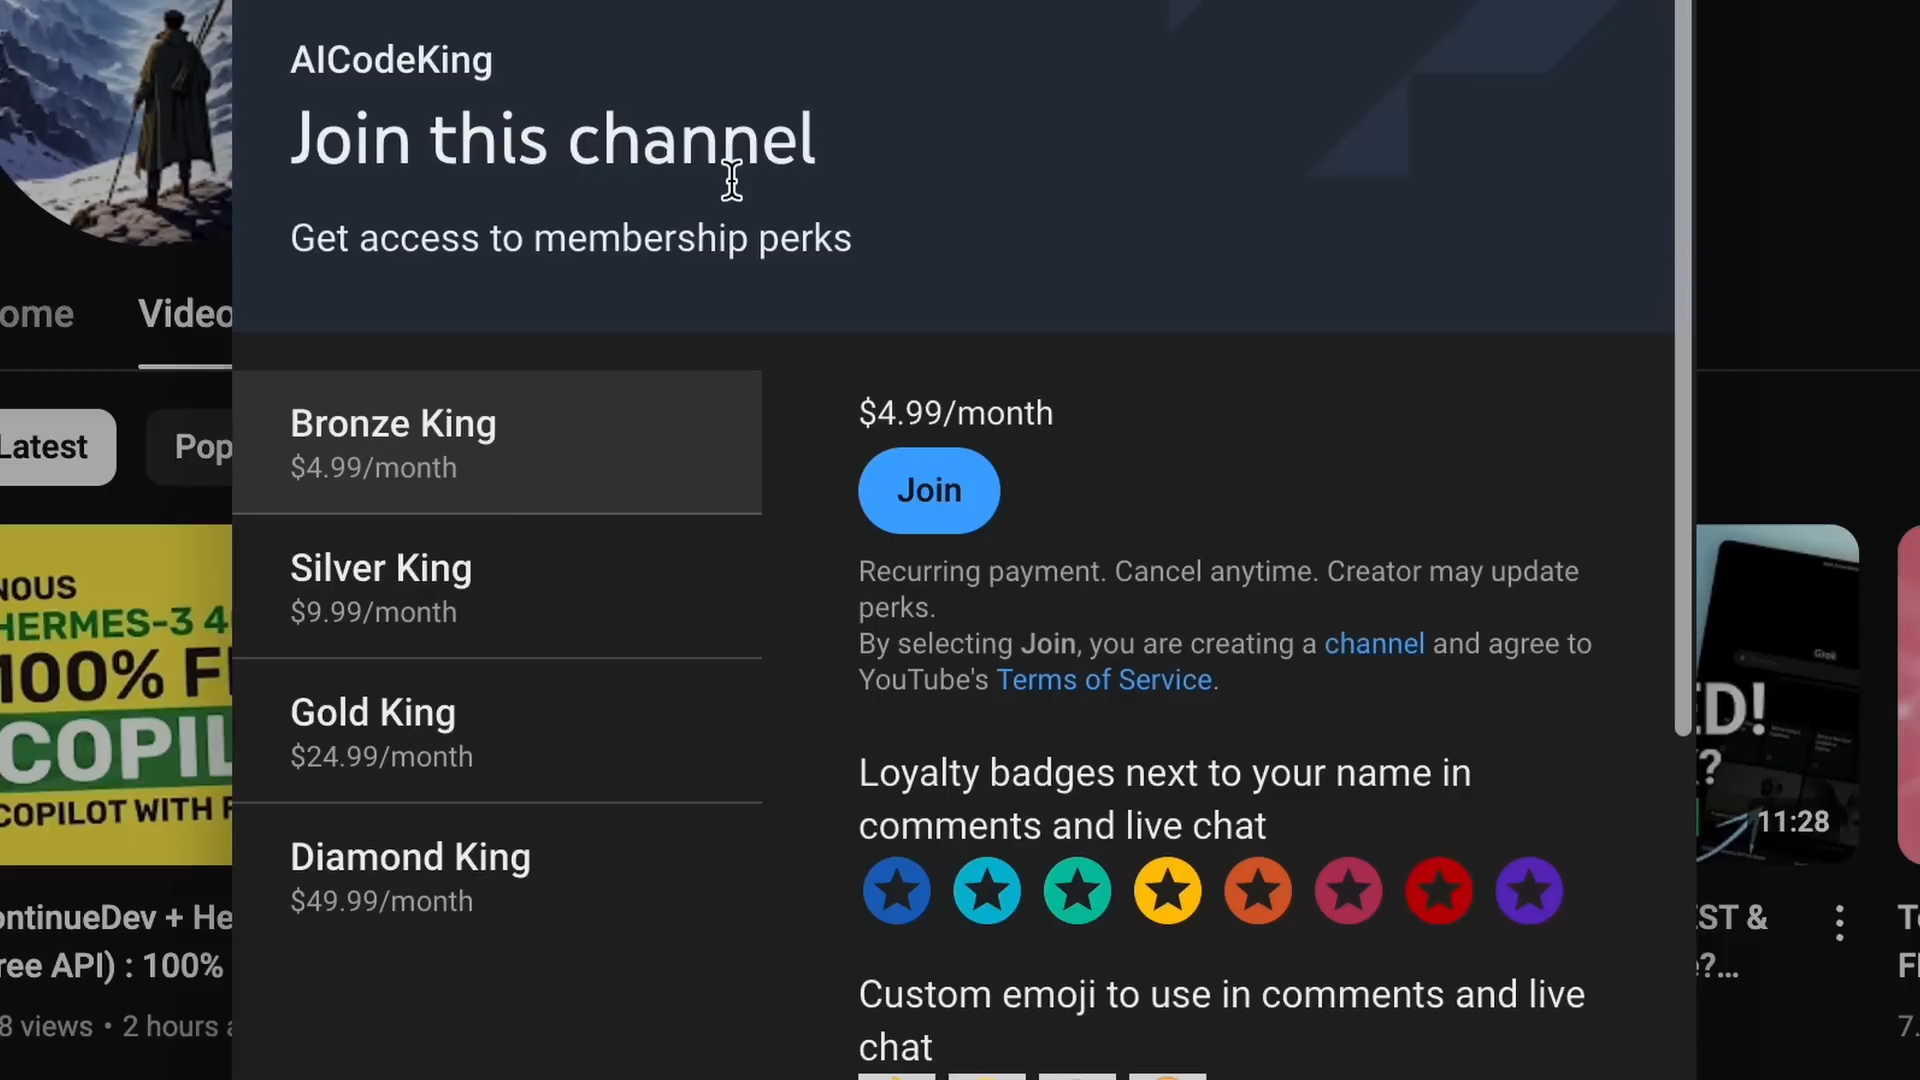 AICodeKing
Join this channel
Get access to membership perks
ome
Video
Latest
Pop
Bronze King
$4.99/month
Silver King
$9.99/month
Gold King
$24.99/month
Diamond King
$49.99/month
$4.99/month
Join
Recurring payment. Cancel anytime. Creator may update
perks.
By selecting Join, you are creating a channel and agree to
YouTube's Terms of Service.
Loyalty badges next to your name in
comments and live chat
Custom emoji to use in comments and live
chat
NOUS
HERMES-3 4
100% F
COPIL
COPILOT WITH
ontinueDev + He
ree API) : 100%
8 views • 2 hours a
D!
?
11:28
ST &
e?...
7.